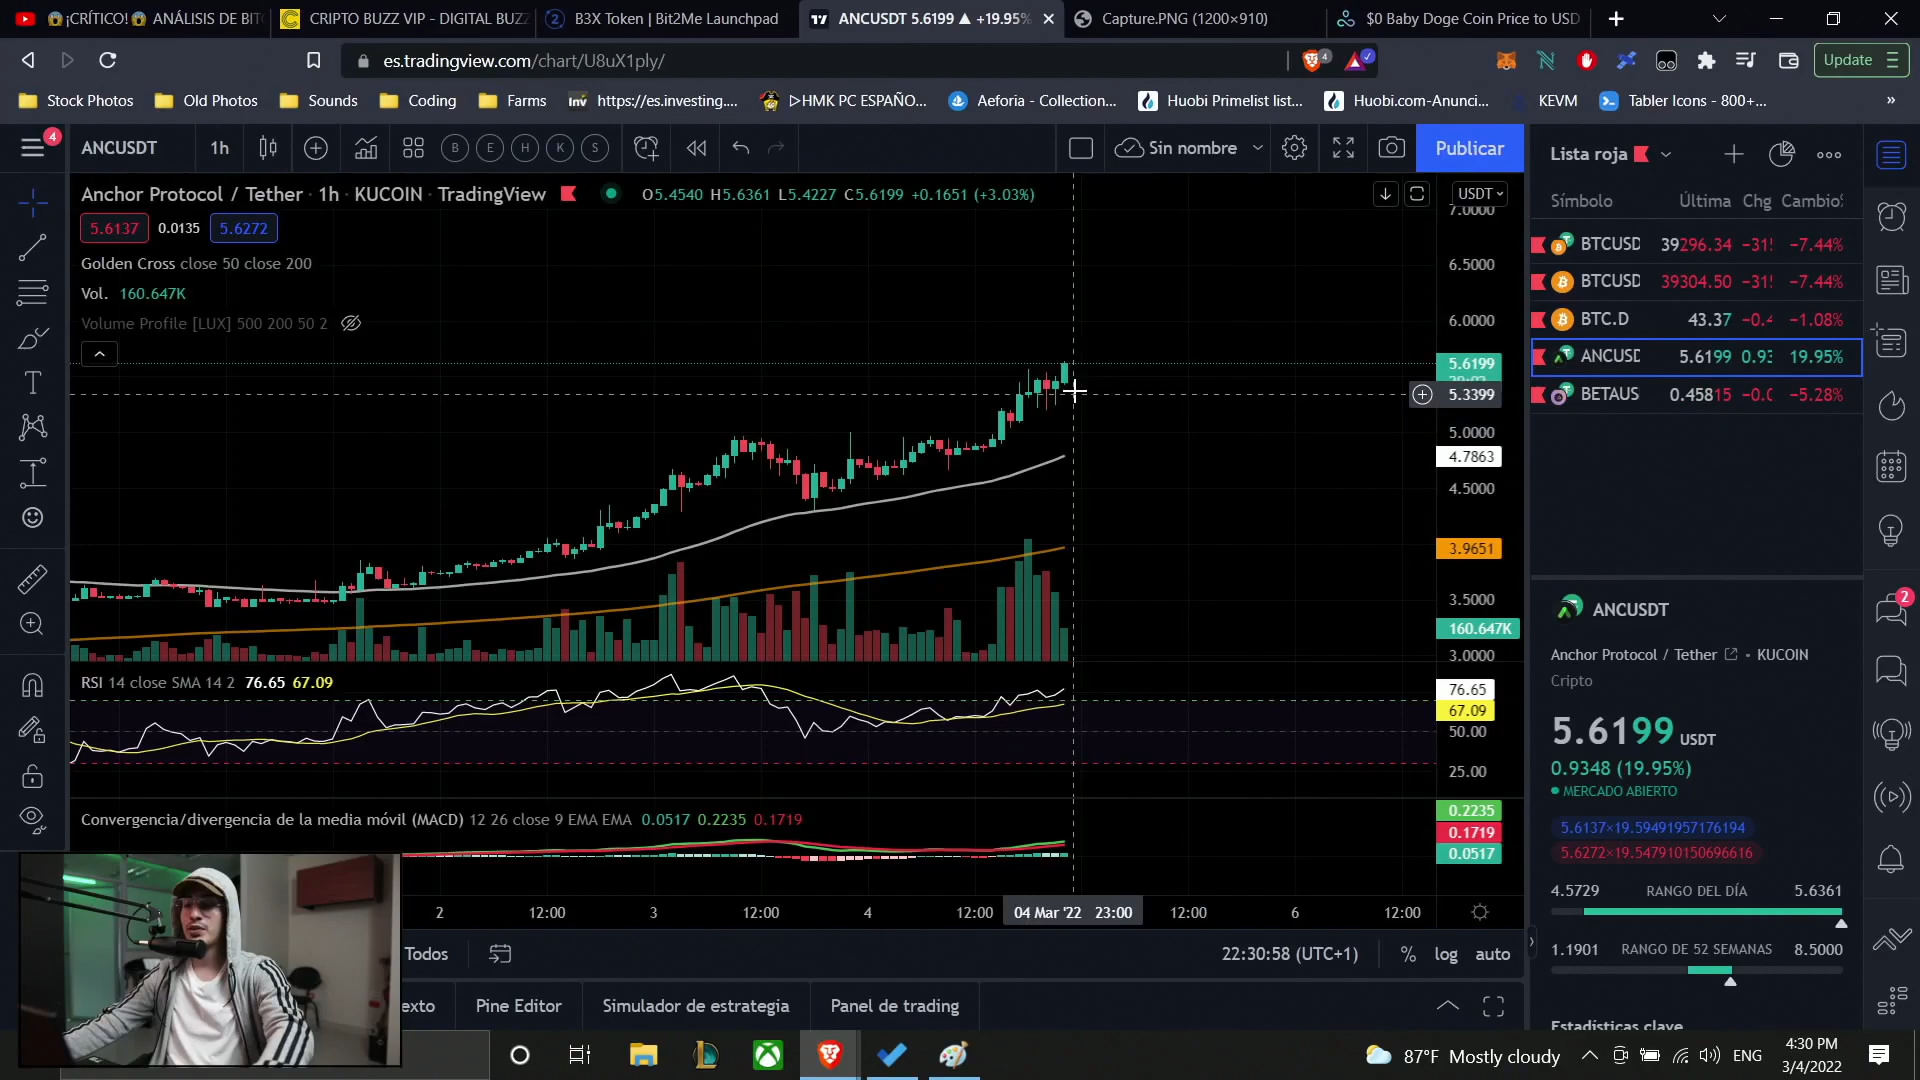 ¡CRÍTICO! ANÁLISIS DE BITC
CRIPTO BUZZ VIP - DIGITAL BUZZ
B3X Token | Bit2Me Launchpad
ANCUSDT 5.6199 ▲ +19.95%
Capture.PNG (1200×910)
$0 Baby Doge Coin Price to USD
es.tradingview.com/chart/U8uX1ply/
4
Update
Stock Photos
Old Photos
Sounds
Coding
Farms
inv
https://es.investing....
▷HMK PC ESPAÑO...
Aeforia - Collection...
Huobi Primelist list...
Huobi.com-Anunci...
KEVM
Tabler Icons - 800+...
»
4
ANCUSDT
1h
B
E
H
K
S
Sin nombre
Publicar
Lista roja
Anchor Protocol / Tether · 1h · KUCOIN · TradingView
O5.4540 H5.6361 L5.4227 C5.6199 +0.1651 (+3.03%)
USDT
Símbolo
Última
Chg
Cambio%
5.6137
0.0135
5.6272
Golden Cross close 50 close 200
Vol. 160.647K
Volume Profile [LUX] 500 200 50 2
BTCUSD
39296.34
−7.44%
BTCUSD
39304.50
−7.44%
BTC.D
43.37
−1.08%
ANCUSD
5.6199
0.93
19.95%
BETAUS
0.45815
−5.28%
7.0000
6.5000
6.0000
5.6199
5.3399
5.0000
4.7863
4.5000
3.9651
3.5000
160.647K
3.0000
RSI 14 close SMA 14 2 76.65 67.09
76.65
67.09
50.00
25.00
Convergencia/divergencia de la media móvil (MACD) 12 26 close 9 EMA EMA 0.0517 0.2235 0.1719
0.2235
0.1719
0.0517
2
12:00
3
12:00
4
12:00
04 Mar '22 23:00
12:00
6
12:00
Todos
22:30:58 (UTC+1)
%
log
auto
exto
Pine Editor
Simulador de estrategia
Panel de trading
ANCUSDT
2
Anchor Protocol / Tether • KUCOIN
Cripto
5.6199 USDT
0.9348 (19.95%)
MERCADO ABIERTO
5.6137×19.59491957176194
5.6272×19.547910150696616
4.5729 RANGO DEL DÍA 5.6361
1.1901 RANGO DE 52 SEMANAS 8.5000
Estadísticas clave
87°F Mostly cloudy
ENG
4:30 PM
3/4/2022